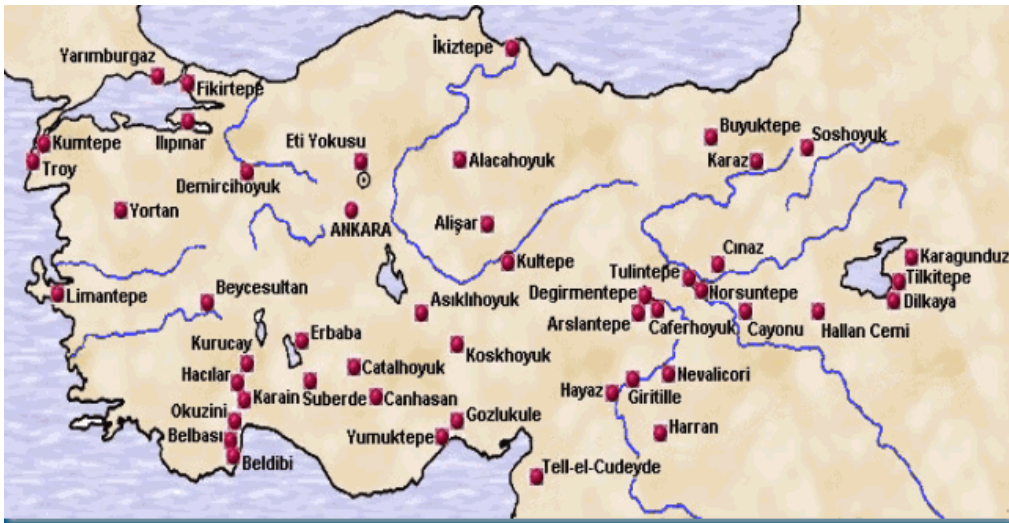 İkiztepe
Yarımburgaz
Fikirtepe
Kumtepe
Ilıpınar
Troy
Demircihoyuk
Eti Yokusu
Alacahoyuk
Buyuktepe
Soshoyuk
Karaz
Yortan
ANKARA
Alişar
Kultepe
Cınaz
Karagunduz
Tulintepe
Tilkitepe
Limantepe
Beycesultan
Degirmentepe
Norsuntepe
Dilkaya
Asıklıhoyuk
Arslantepe
Caferhoyuk
Cayonu
Hallan Cemi
Erbaba
Kurucay
Koskhoyuk
Catalhoyuk
Hacılar
Nevalicori
Karain
Suberde
Canhasan
Hayaz
Giritille
Okuzini
Gozlukule
Belbası
Yumuktepe
Harran
Beldibi
Tell-el-Cudeyde